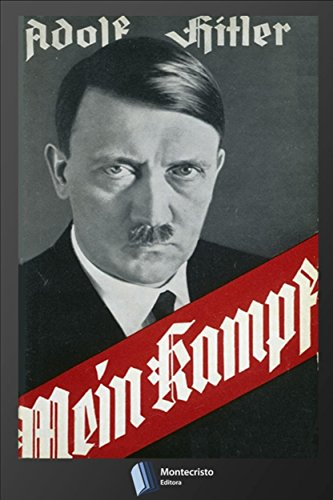 Adolf Hitler
Mein Kampf
Montecristo
Editora